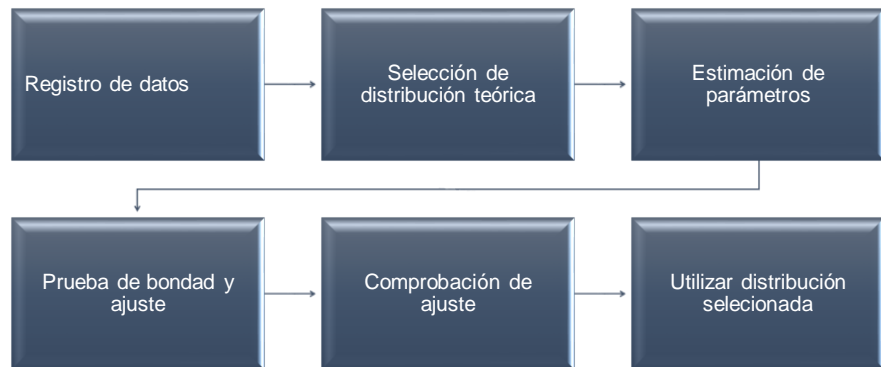 Registro de datos
Selección de
distribución teórica
Estimación de
parámetros
Prueba de bondad y
ajuste
Comprobación de
ajuste
Utilizar distribución
selecionada